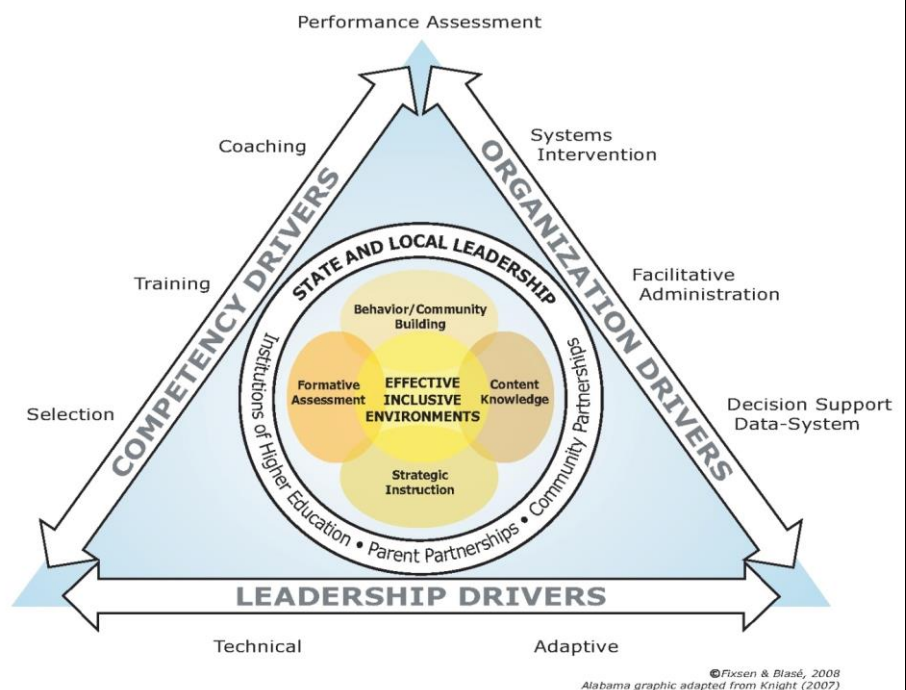 Performance Assessment
Coaching
Systems
Intervention
COMPETENCY DRIVERS
ORGANIZATION DRIVERS
Training
Facilitative
Administration
STATE AND LOCAL LEADERSHIP
Behavior/Community
Building
Formative
Assessment
EFFECTIVE
INCLUSIVE
ENVIRONMENTS
Content
Knowledge
Strategic
Instruction
Institutions of Higher Education • Parent Partnerships • Community Partnerships
Selection
Decision Support
Data-System
LEADERSHIP DRIVERS
Technical
Adaptive
©Fixsen & Blasé, 2008
Alabama graphic adapted from Knight (2007)